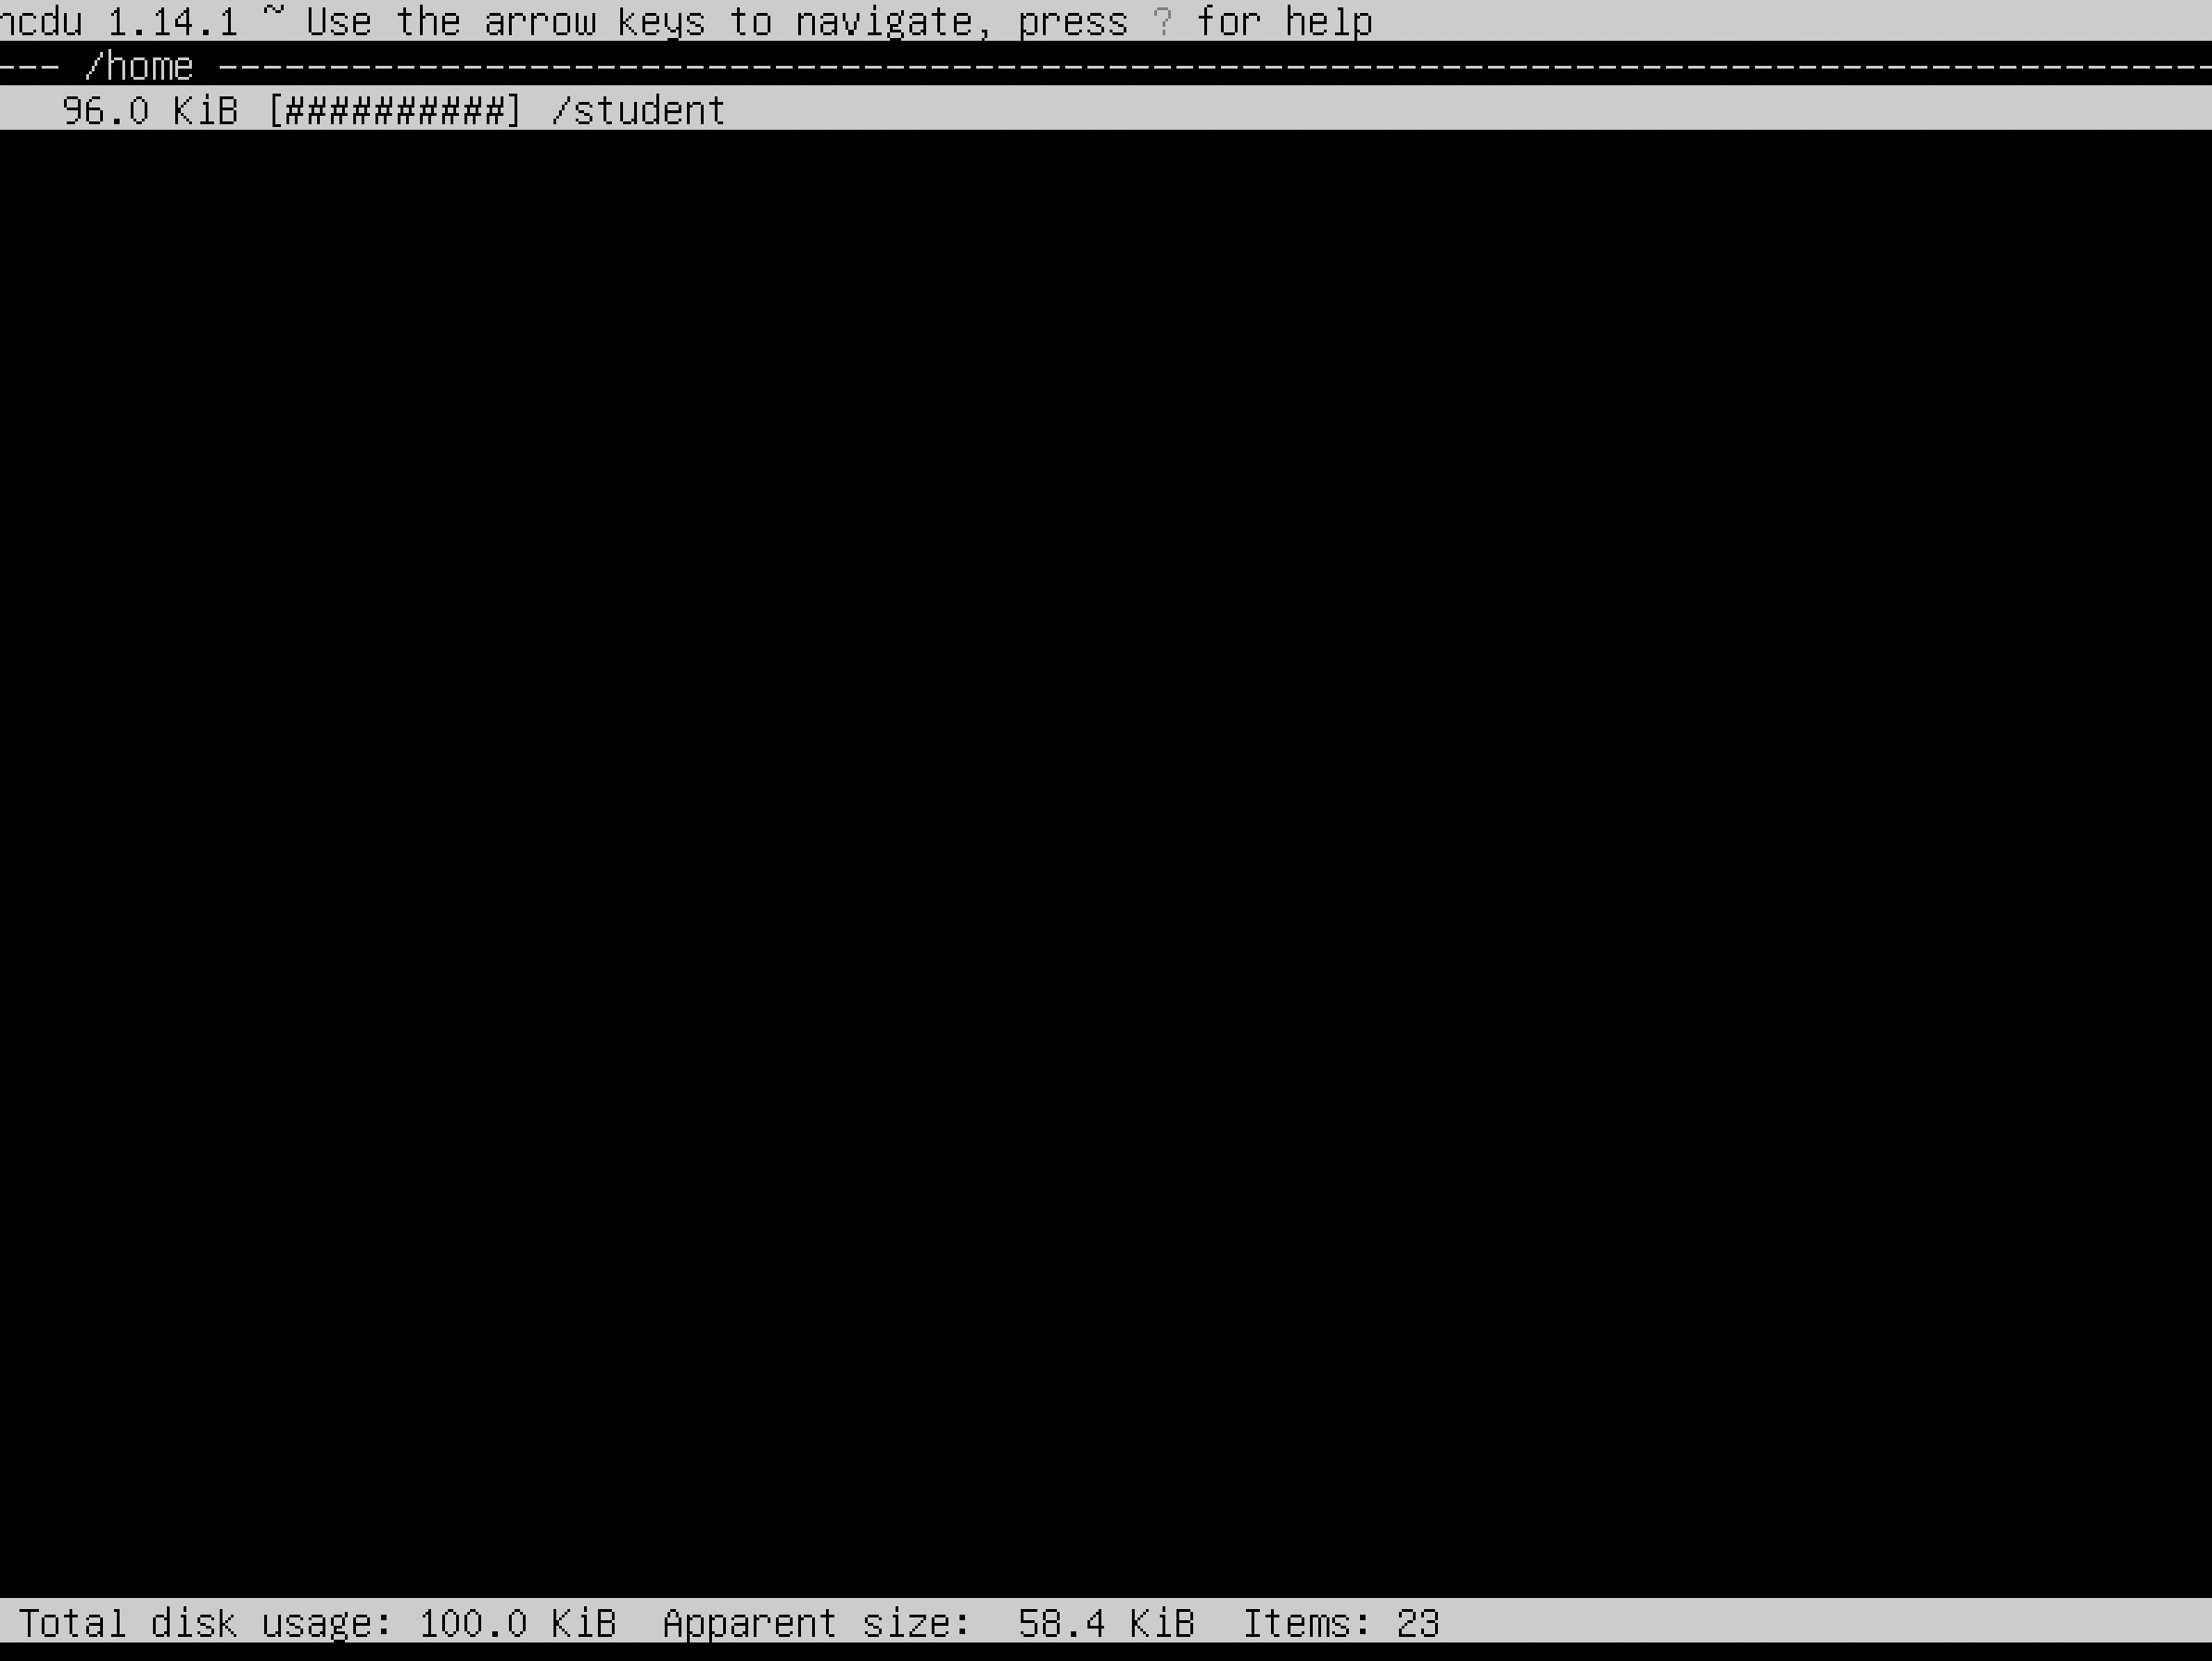 ncdu 1.14.1 ~ Use the arrow keys to navigate, press ? for help
--- /home ------------------------------------------------------------------------------------------
96.0 KiB [##########] /student
Total disk usage: 100.0 KiB  Apparent size:  58.4 KiB  Items: 23